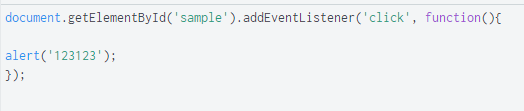 document.getElementById('sample').addEventListener('click', function(){
alert('123123');
});